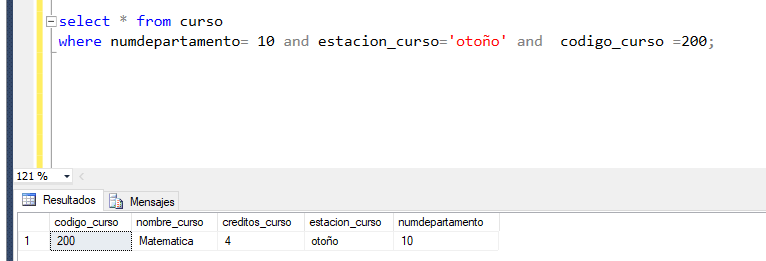 select * from curso
where numdepartamento= 10 and estacion_curso='otoño' and  codigo_curso =200;
121 %
Resultados Mensajes
codigo_curso nombre_curso creditos_curso estacion_curso numdepartamento
1 200 Matematica 4 otoño 10